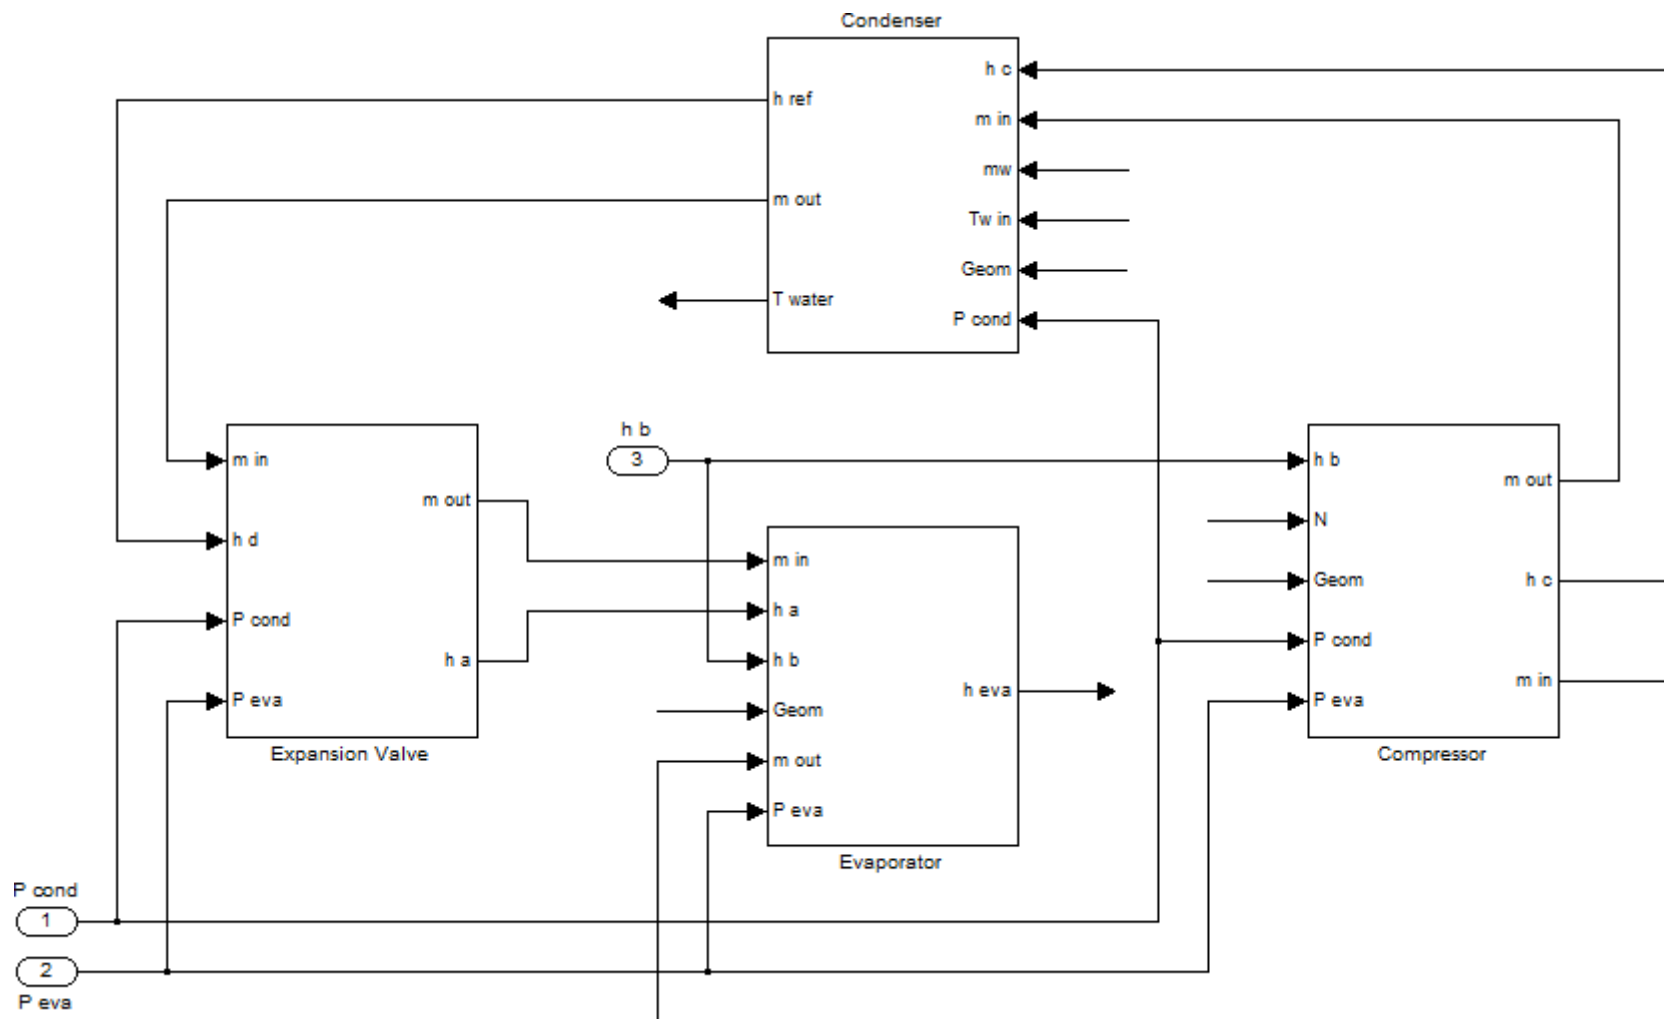 Condenser
h c
h ref
m in
mw
m out
Tw in
Geom
T water
P cond
h b
3
m in
m out
h d
P cond
h a
P eva
Expansion Valve
m in
h a
h b
h eva
Geom
m out
P eva
Evaporator
h b
m out
N
Geom
h c
P cond
m in
P eva
Compressor
P cond
1
2
P eva